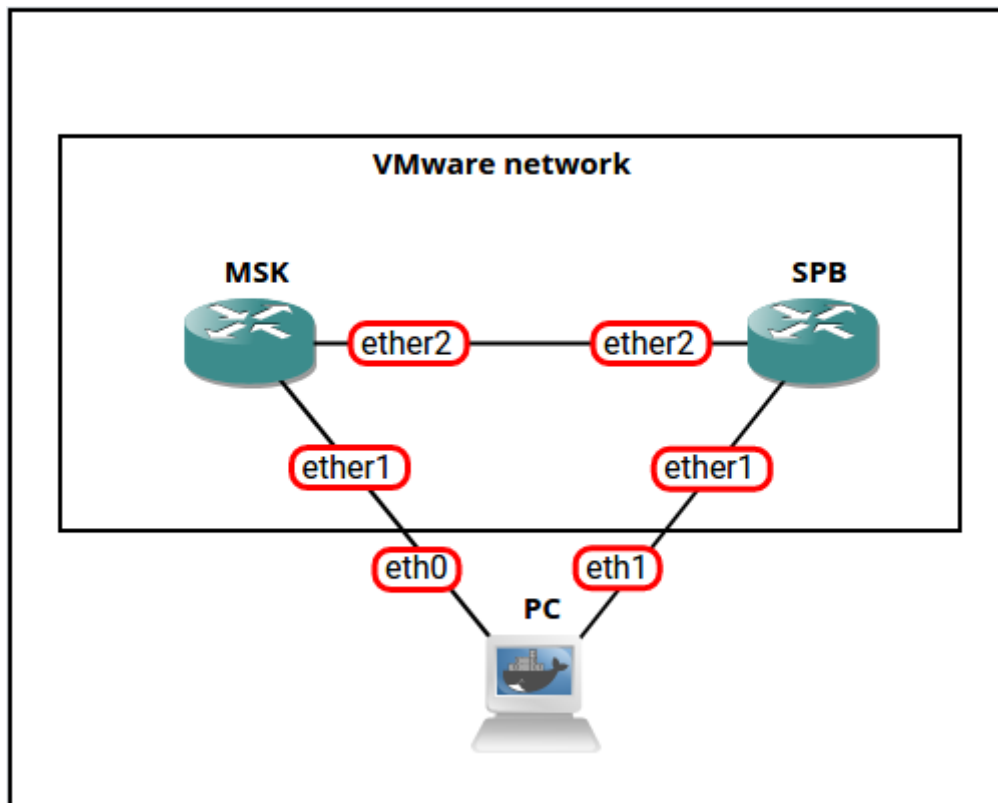 VMware network
MSK
SPB
ether2
ether2
ether1
ether1
eth0
eth1
PC